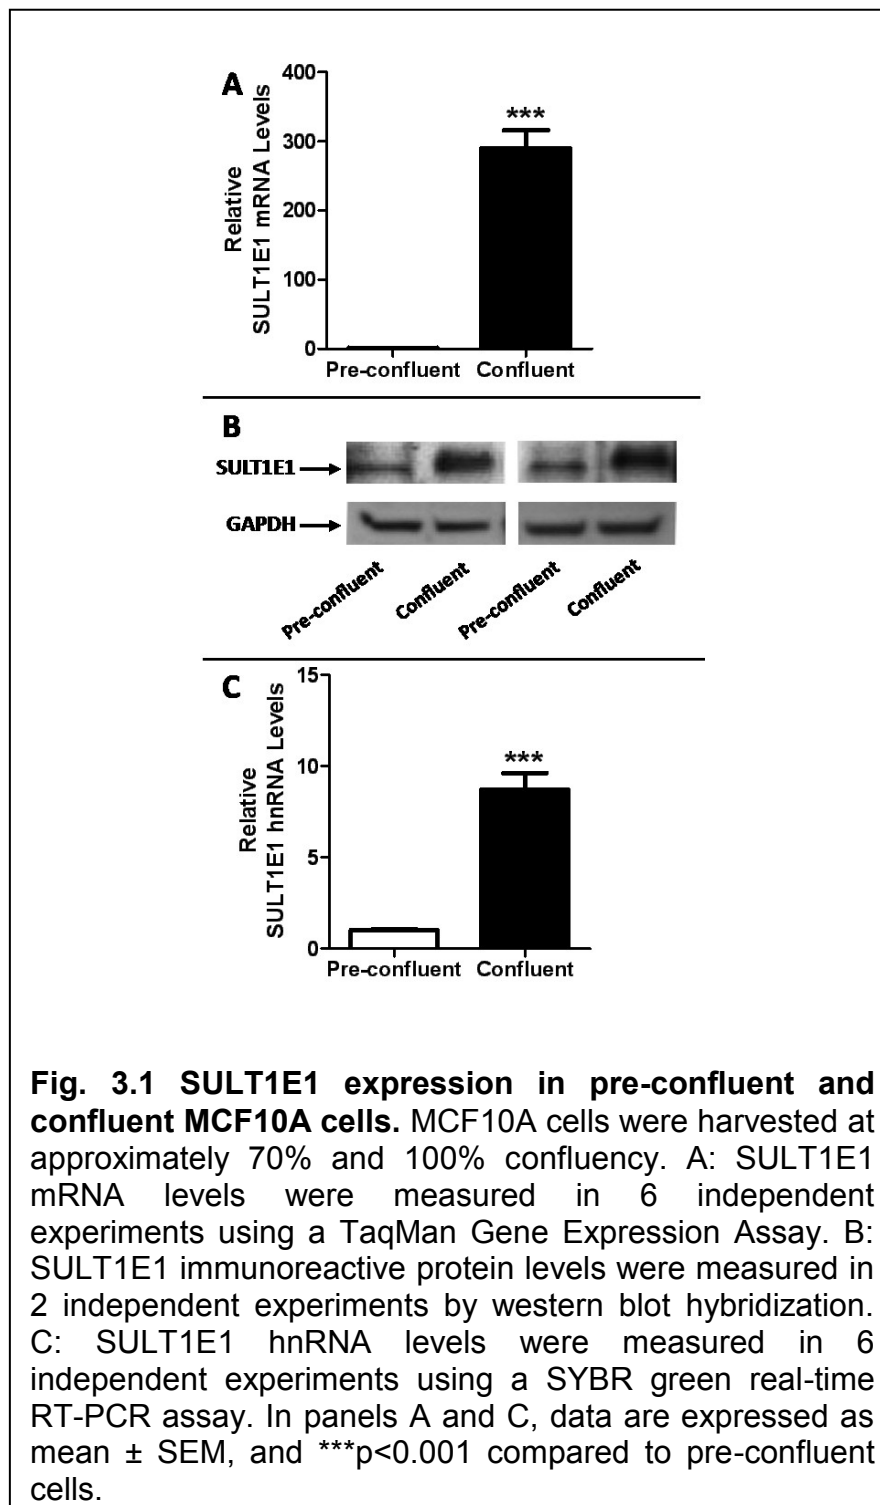 A
400
300
200
100
0
Relative
SULT1E1 mRNA Levels
***
Pre-confluent Confluent
B
SULT1E1
GAPDH
Pre-confluent Confluent Pre-confluent Confluent
C
15
10
5
0
Relative
SULT1E1 hnRNA Levels
***
Pre-confluent Confluent
Fig. 3.1 SULT1E1 expression in pre-confluent and
confluent MCF10A cells. MCF10A cells were harvested at
approximately 70% and 100% confluency. A: SULT1E1
mRNA levels were measured in 6 independent
experiments using a TaqMan Gene Expression Assay. B:
SULT1E1 immunoreactive protein levels were measured in
2 independent experiments by western blot hybridization.
C: SULT1E1 hnRNA levels were measured in 6
independent experiments using a SYBR green real-time
RT-PCR assay. In panels A and C, data are expressed as
mean ± SEM, and ***p<0.001 compared to pre-confluent
cells.